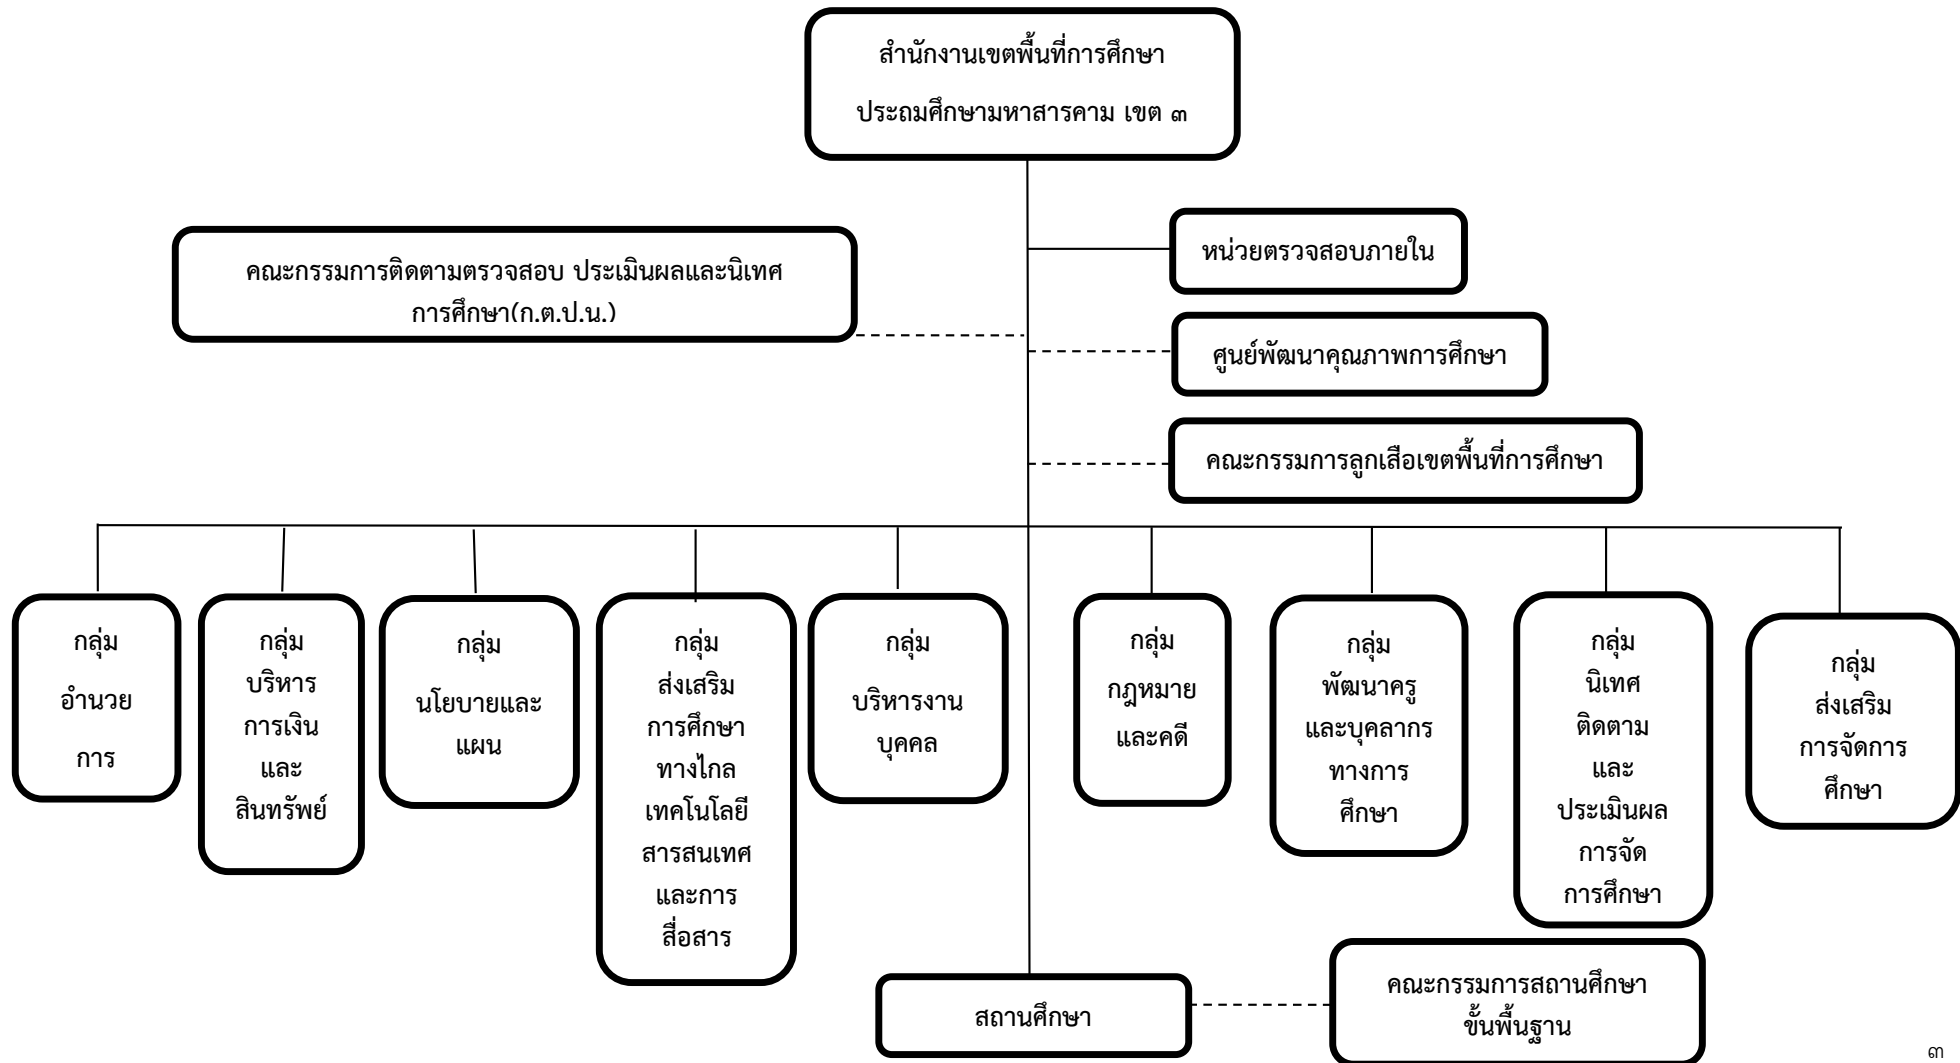 สำนักงานเขตพื้นที่การศึกษา
ประถมศึกษามหาสารคาม เขต ๓
หน่วยตรวจสอบภายใน
คณะกรรมการติดตามตรวจสอบ ประเมินผลและนิเทศ
การศึกษา(ก.ต.ป.น.)
ศูนย์พัฒนาคุณภาพการศึกษา
คณะกรรมการลูกเสือเขตพื้นที่การศึกษา
กลุ่ม
อำนวย
การ
กลุ่ม
บริหาร
การเงิน
และ
สินทรัพย์
กลุ่ม
นโยบายและ
แผน
กลุ่ม
ส่งเสริม
การศึกษา
ทางไกล
เทคโนโลยี
สารสนเทศ
และการ
สื่อสาร
กลุ่ม
บริหารงาน
บุคคล
กลุ่ม
กฎหมาย
และคดี
กลุ่ม
พัฒนาครู
และบุคลากร
ทางการ
ศึกษา
กลุ่ม
นิเทศ
ติดตาม
และ
ประเมินผล
การจัด
การศึกษา
กลุ่ม
ส่งเสริม
การจัดการ
ศึกษา
สถานศึกษา
คณะกรรมการสถานศึกษา
ขั้นพื้นฐาน
๓